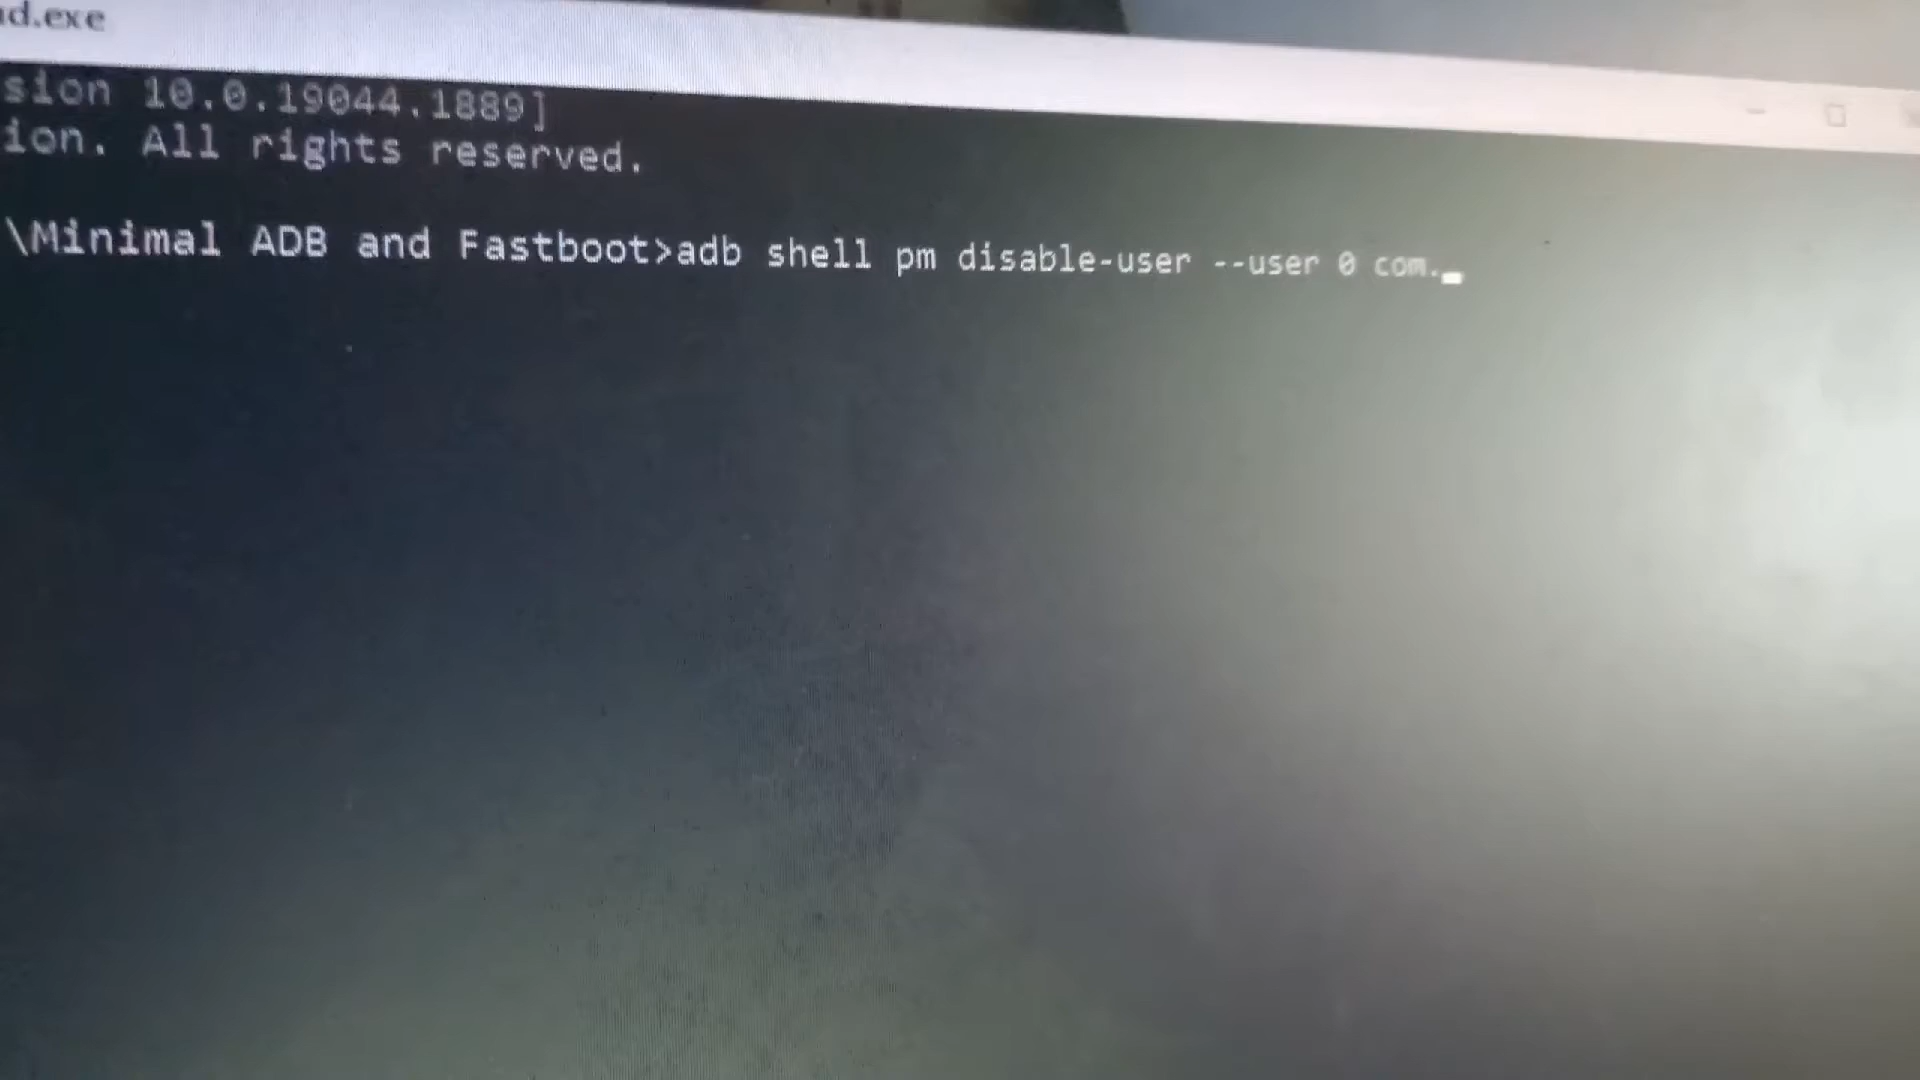 d.exe
sion 10.0.19044.1889]
ion. All rights reserved.
\Minimal ADB and Fastboot>adb shell pm disable-user --user 0 com.